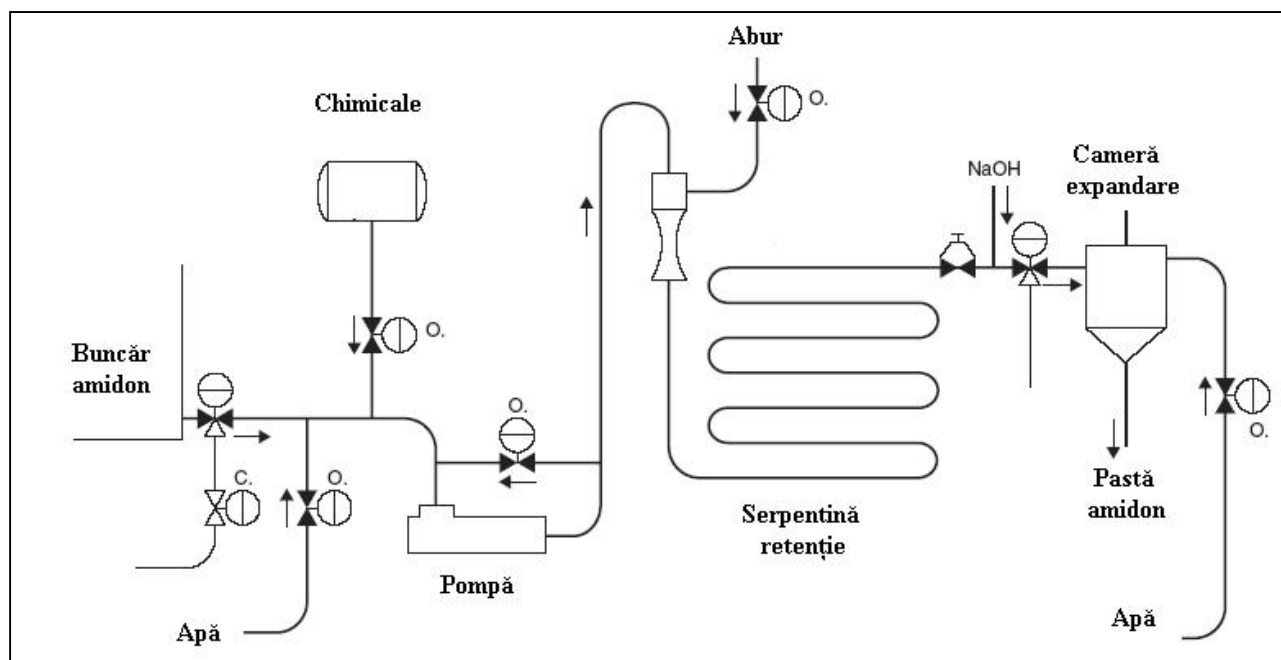 Abur
O.
Chimicale
NaOH
Cameră
expandare
O.
Buncăr
amidon
O.
C.
O.
O.
Pastă
amidon
Serpentină
retenție
Pompă
Apă
Apă